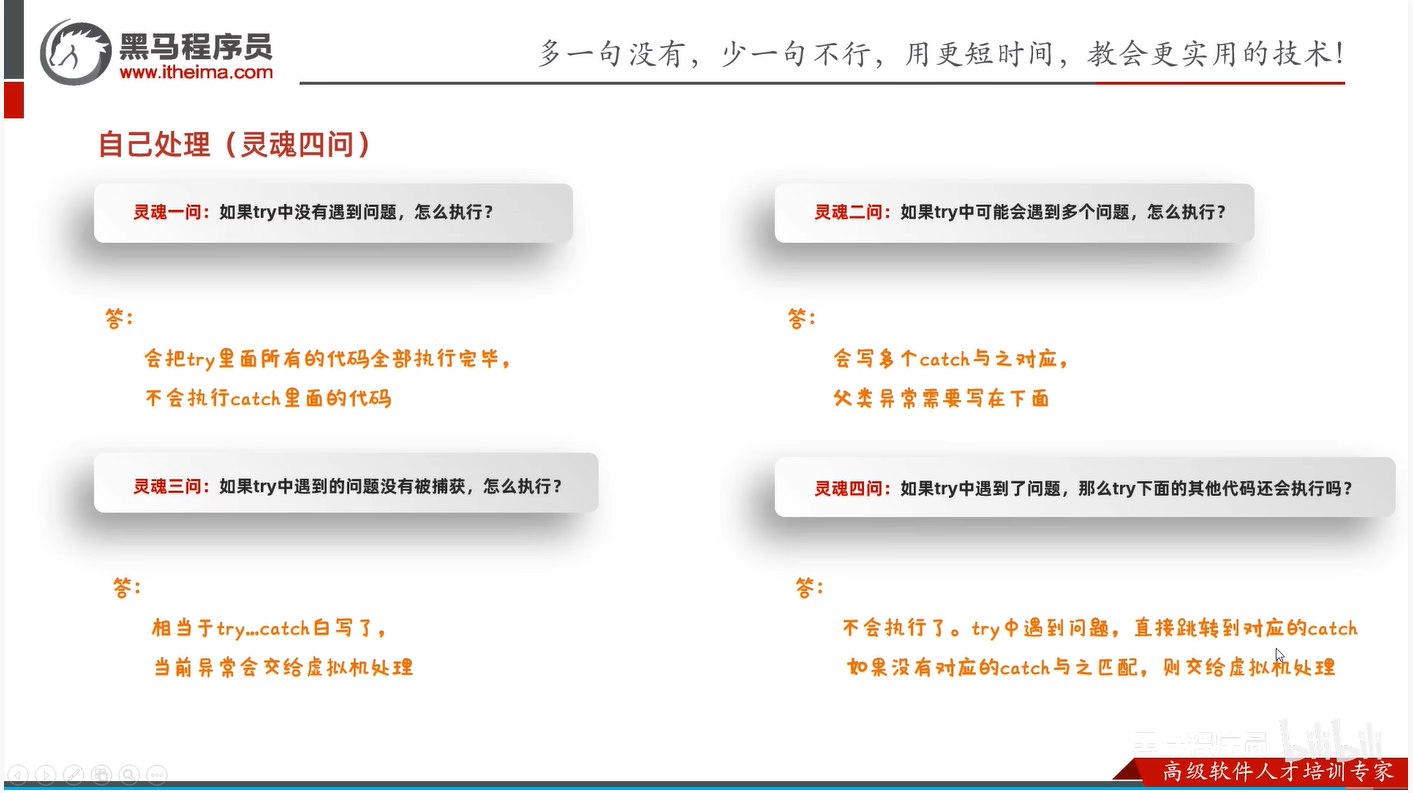 黑马程序员
www.itheima.com
多一句没有，少一句不行，用更短时间，教会更实用的技术！
自己处理（灵魂四问）
灵魂一问：如果try中没有遇到问题，怎么执行？
答：
会把try里面所有的代码全部执行完毕，
不会执行catch里面的代码
灵魂二问：如果try中可能会遇到多个问题，怎么执行？
答：
会写多个catch与之对应，
父类异常需要写在下面
灵魂三问：如果try中遇到的问题没有被捕获，怎么执行？
答：
相当于try...catch白写了，
当前异常会交给虚拟机处理
灵魂四问：如果try中遇到了问题，那么try下面的其他代码还会执行吗？
答：
不会执行了。try中遇到问题，直接跳转到对应的catch
如果没有对应的catch与之匹配，则交给虚拟机处理
黑马程序员 bilibili
高级软件人才培训专家